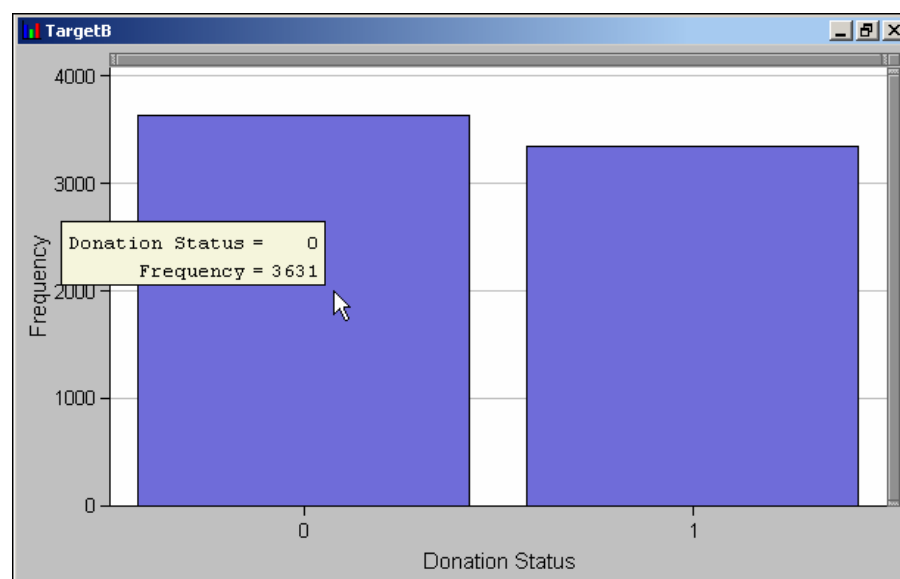 TargetB
4000
3000
Donation Status = 0
Frequency = 3631
2000
1000
0
Frequency
0 1
Donation Status